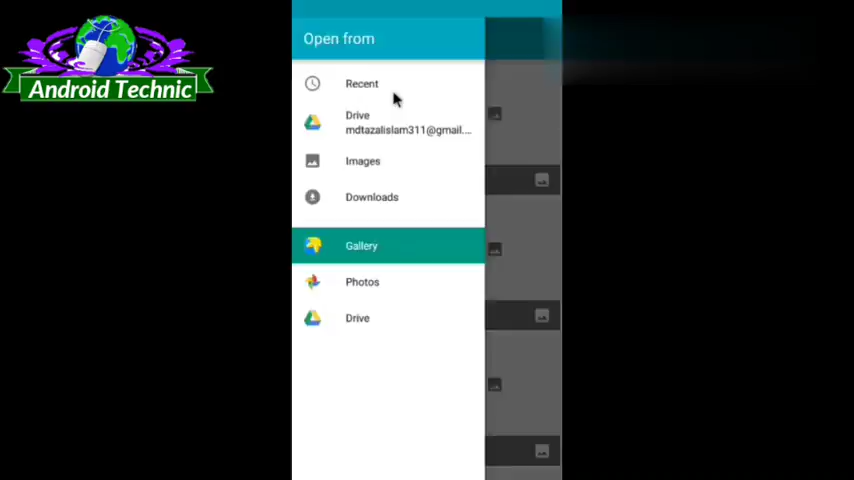 Android Technic
Open from
Recent
Drive
mdtazalislam311@gmail....
Images
Downloads
Gallery
Photos
Drive